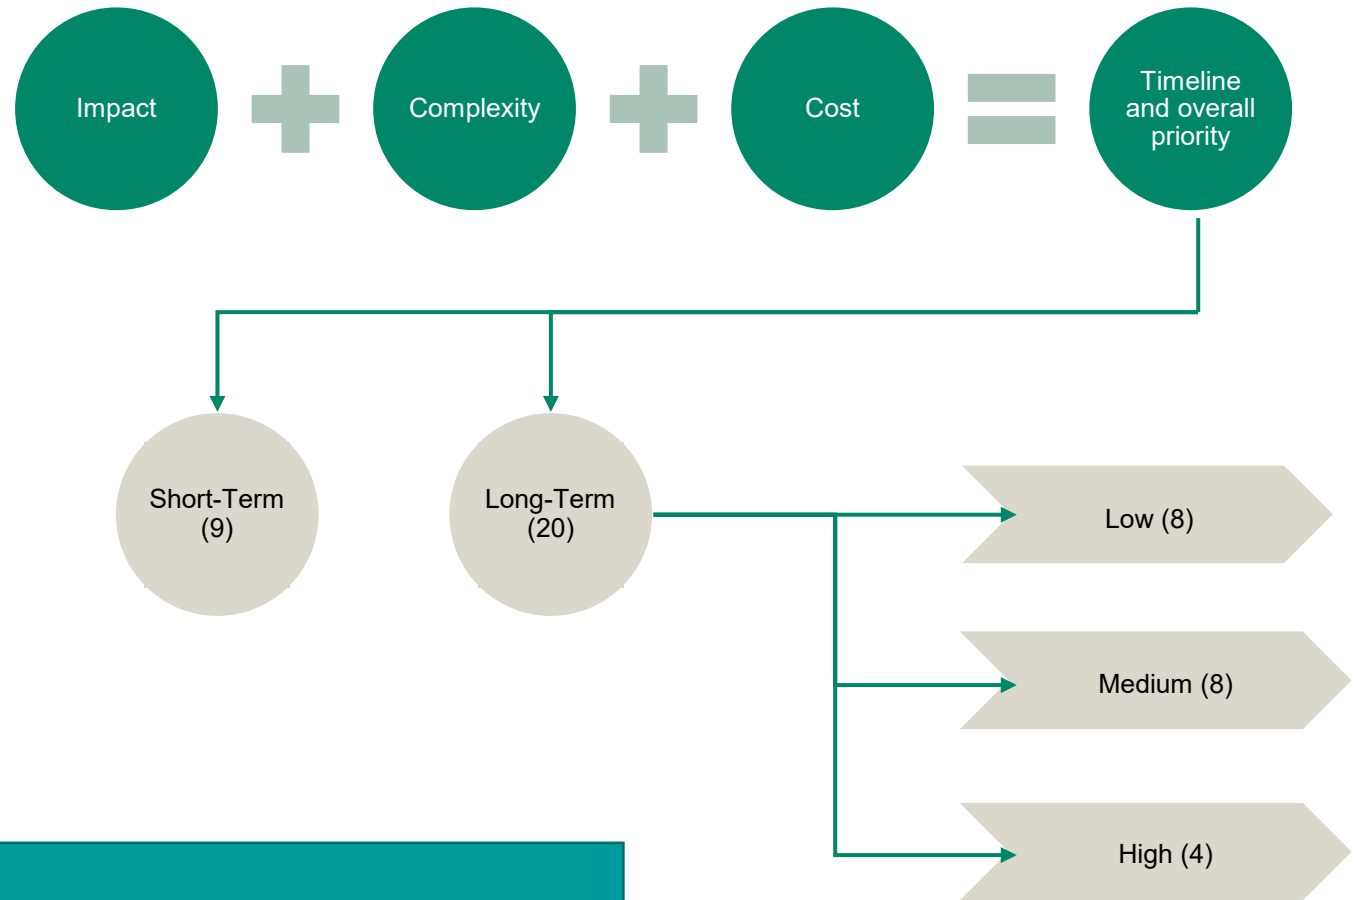 Impact
Complexity
Cost
Timeline
and overall
priority
Short-Term
(9)
Long-Term
(20)
Low (8)
Medium (8)
High (4)